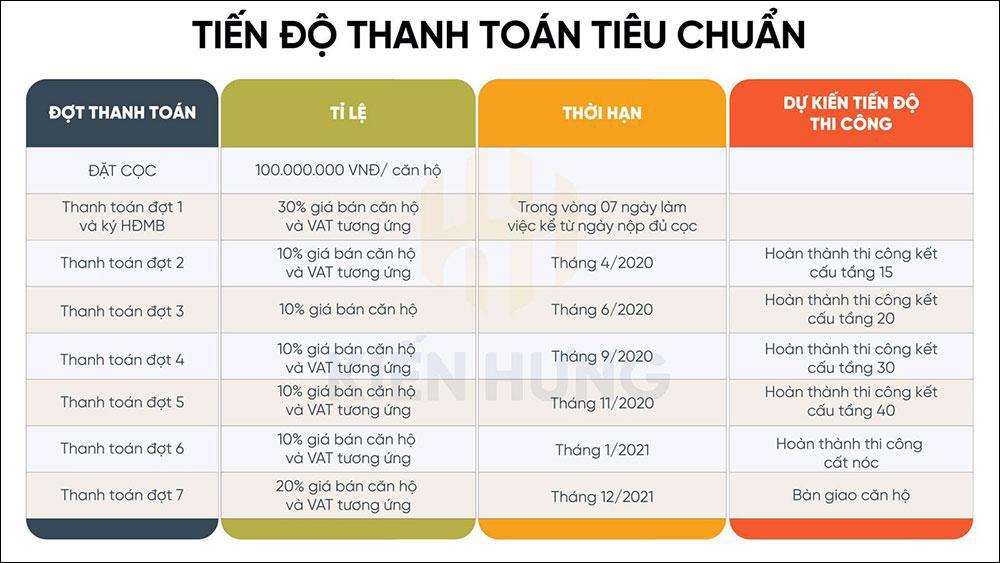 TIẾN ĐỘ THANH TOÁN TIÊU CHUẨN
ĐỢT THANH TOÁN
TỈ LỆ
THỜI HẠN
DỰ KIẾN TIẾN ĐỘ
THI CÔNG
ĐẶT CỌC
100.000.000 VNĐ/ căn hộ
Thanh toán đợt 1
và ký HĐMB
30% giá bán căn hộ
và VAT tương ứng
Trong vòng 07 ngày làm
việc kể từ ngày nộp đủ cọc
Thanh toán đợt 2
10% giá bán căn hộ
và VAT tương ứng
Tháng 4/2020
Hoàn thành thi công kết
cấu tầng 15
Thanh toán đợt 3
10% giá bán căn hộ
Tháng 6/2020
Hoàn thành thi công kết
cấu tầng 20
Thanh toán đợt 4
10% giá bán căn hộ
và VAT tương ứng
Tháng 9/2020
Hoàn thành thi công kết
cấu tầng 30
Thanh toán đợt 5
10% giá bán căn hộ
và VAT tương ứng
Tháng 11/2020
Hoàn thành thi công kết
cấu tầng 40
Thanh toán đợt 6
10% giá bán căn hộ
và VAT tương ứng
Tháng 1/2021
Hoàn thành thi công
cất nóc
Thanh toán đợt 7
20% giá bán căn hộ
và VAT tương ứng
Tháng 12/2021
Bàn giao căn hộ
KIẾN HƯNG